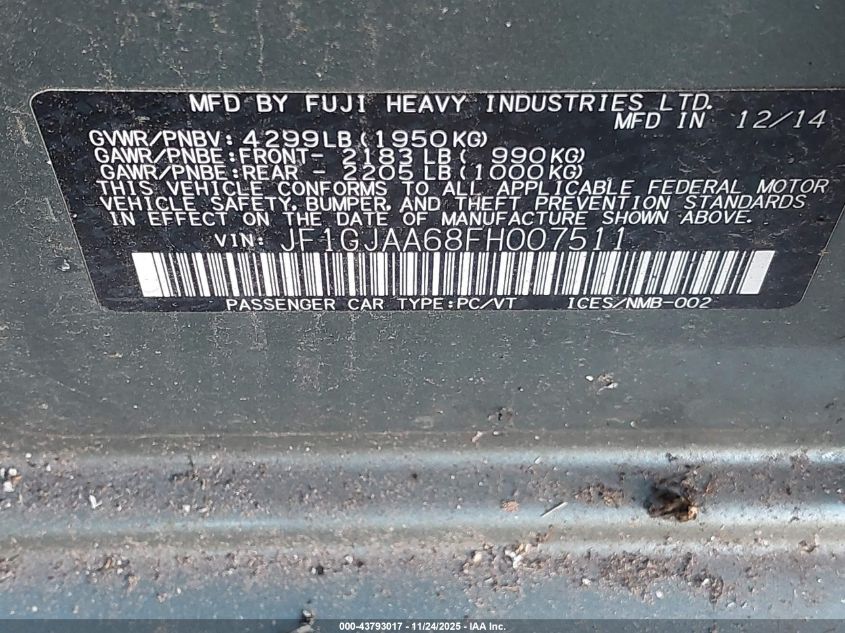 MFD BY FUJI HEAVY INDUSTRIES LTD.
MFD IN 12/14
GVWR/PNBV: 4299LB (1950KG)
GAWR/PNBE:FRONT- 2183 LB ( 990KG)
GAWR/PNBE:REAR - 2205 LB (1000KG)
THIS VEHICLE CONFORMS TO ALL APPLICABLE FEDERAL MOTOR
VEHICLE SAFETY, BUMPER, AND THEFT PREVENTION STANDARDS
IN EFFECT ON THE DATE OF MANUFACTURE SHOWN ABOVE.
VIN: JF1GJAA68FH007511
PASSENGER CAR TYPE:PC/VT ICES/NMB-002
000-43793017 - 11/24/2025 - IAA Inc.